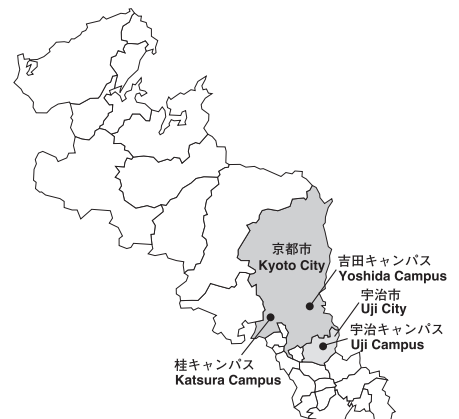 京都市
Kyoto City
吉田キャンパス
Yoshida Campus
宇治市
Uji City
宇治キャンパス
Uji Campus
桂キャンパス
Katsura Campus